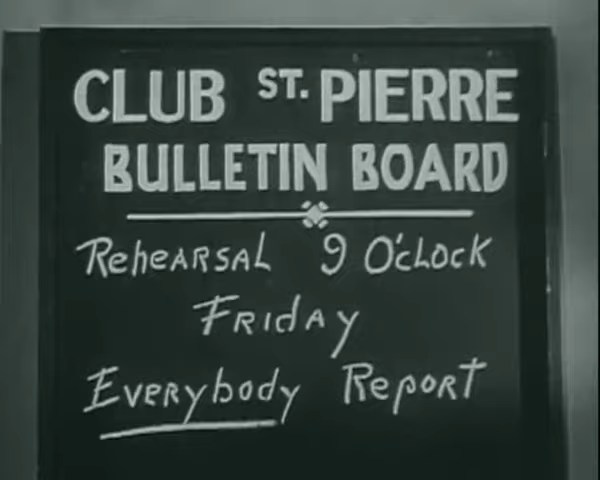 CLUB ST. PIERRE
BULLETIN BOARD
Rehearsal 9 O'clock
Friday
Everybody Report